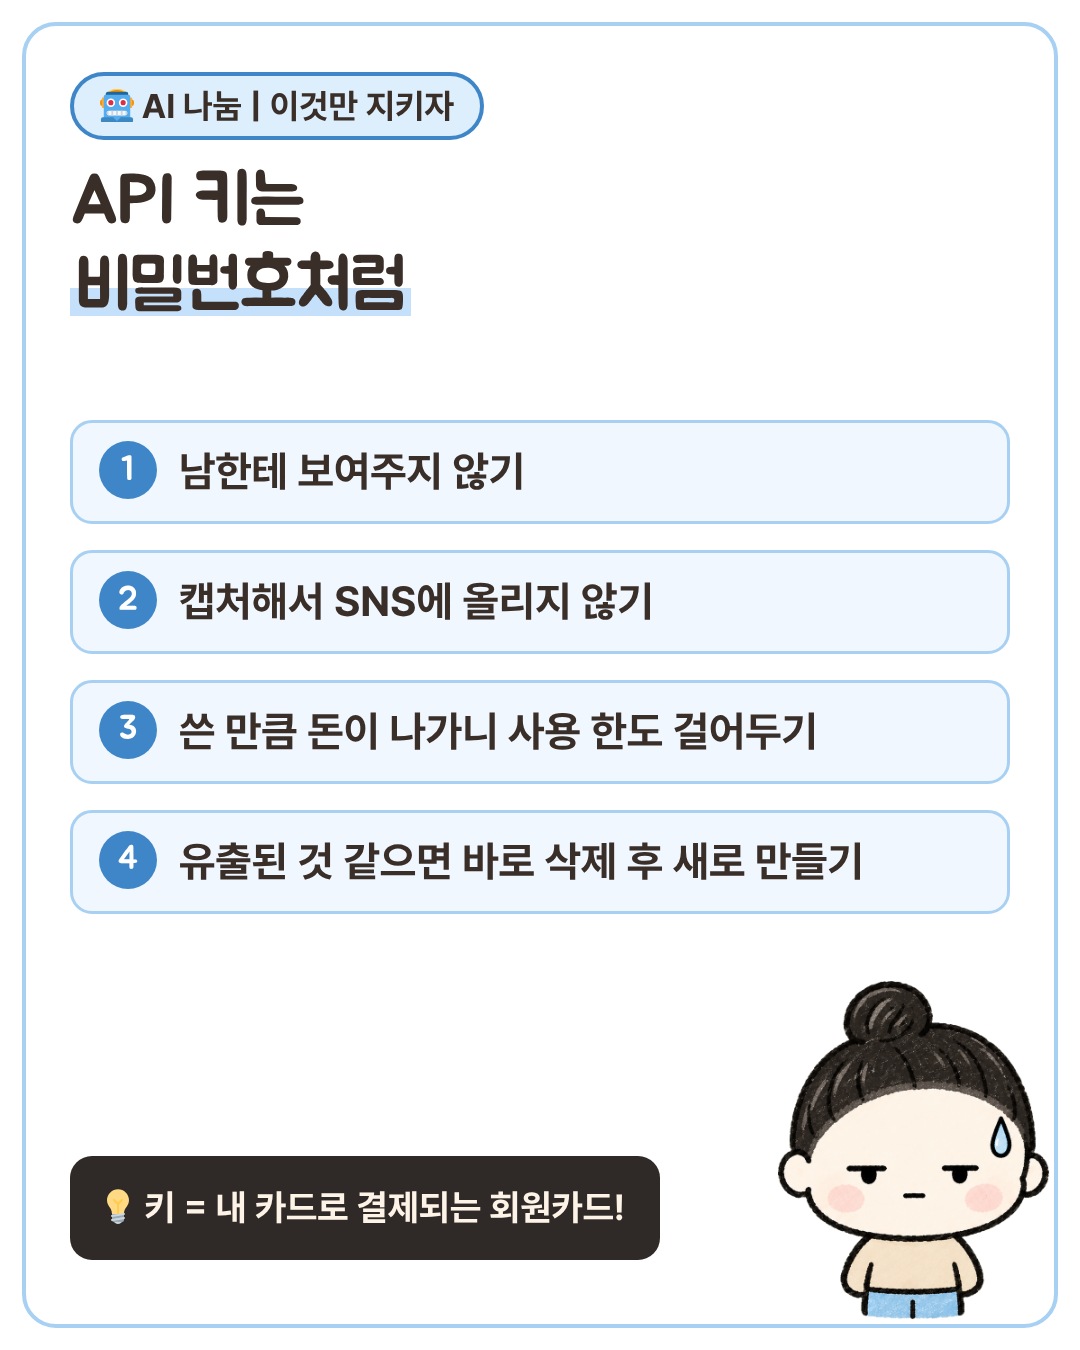 🤖 AI 나눔 | 이것만 지키자
API 키는
비밀번호처럼
1 남한테 보여주지 않기
2 캡처해서 SNS에 올리지 않기
3 쓴 만큼 돈이 나가니 사용 한도 걸어두기
4 유출된 것 같으면 바로 삭제 후 새로 만들기
💡 키 = 내 카드로 결제되는 회원카드!